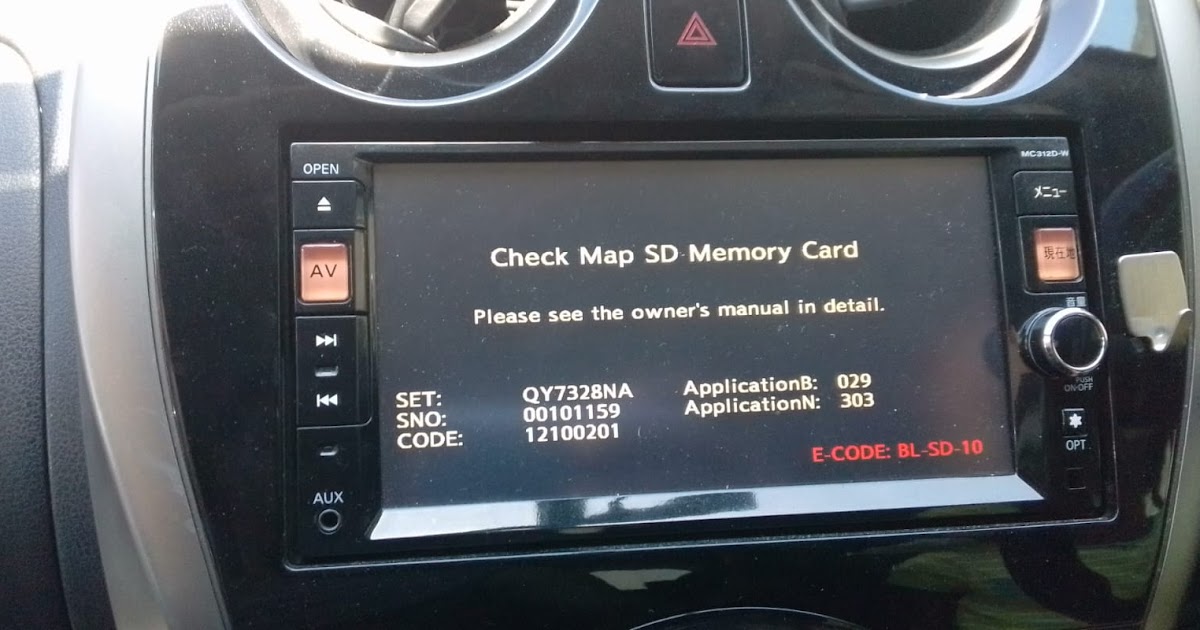 OPEN
MC312D-W
メニュー
AV
現在地
Check Map SD Memory Card
Please see the owner's manual in detail.
音量
PUSH
ON·OFF
SET: QY7328NA ApplicationB: 029
SNO: 00101159 ApplicationN: 303
CODE: 12100201
E-CODE: BL-SD-10
OPT
AUX